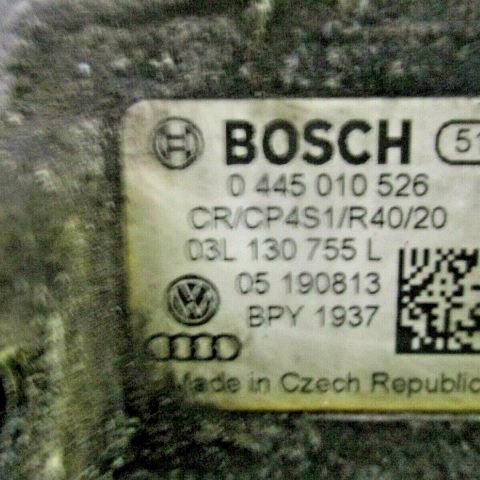 BOSCH 51
0 445 010 526
CR/CP4S1/R40/20
03L 130 755 L
05 190813
BPY 1937
Made in Czech Republic